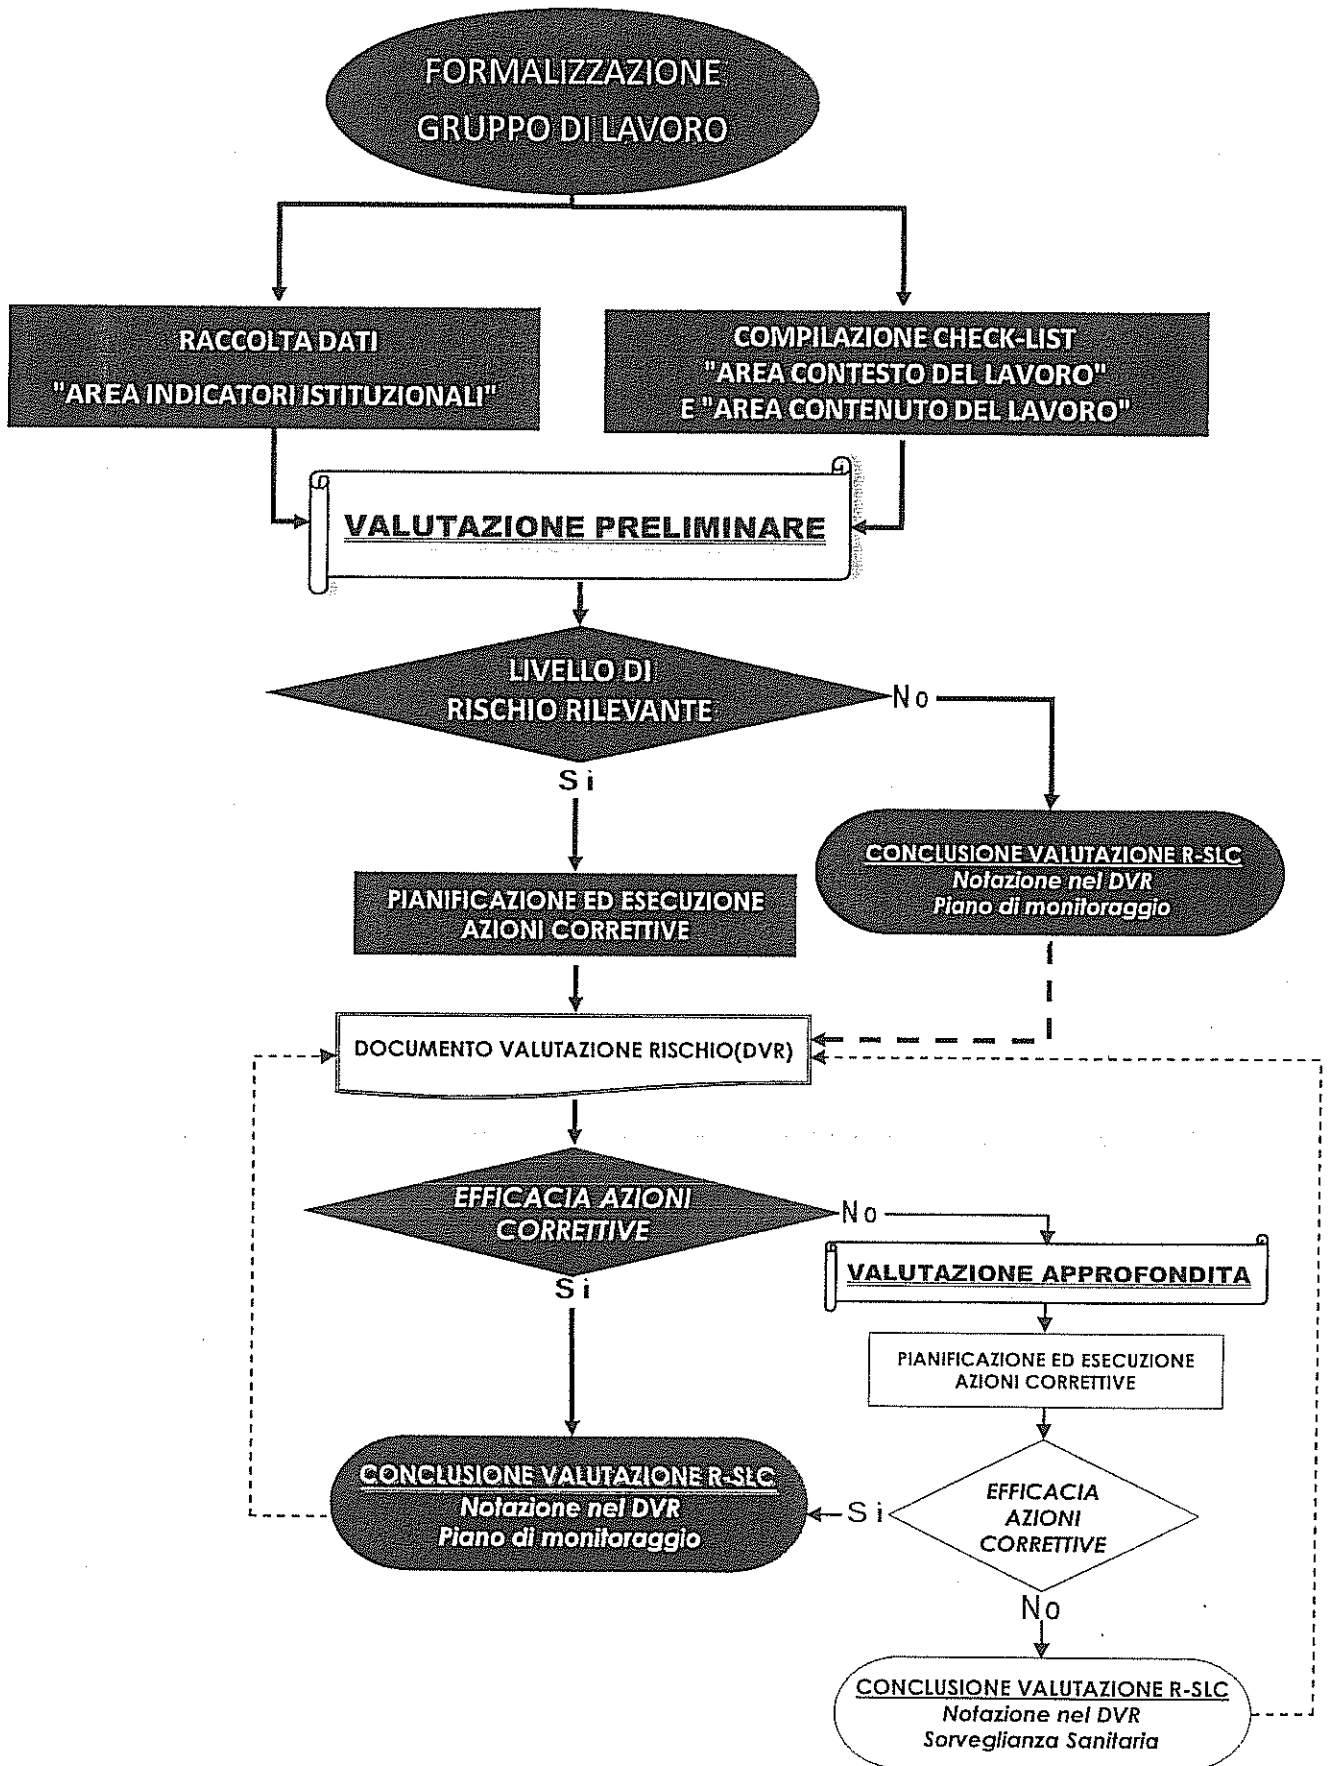 FORMALIZZAZIONE
GRUPPO DI LAVORO
RACCOLTA DATI
"AREA INDICATORI ISTITUZIONALI"
COMPILAZIONE CHECK-LIST
"AREA CONTESTO DEL LAVORO"
E "AREA CONTENUTO DEL LAVORO"
VALUTAZIONE PRELIMINARE
LIVELLO DI
RISCHIO RILEVANTE
No
Si
CONCLUSIONE VALUTAZIONE R-SLC
Notazione nel DVR
Piano di monitoraggio
PIANIFICAZIONE ED ESECUZIONE
AZIONI CORRETTIVE
DOCUMENTO VALUTAZIONE RISCHIO(DVR)
EFFICACIA AZIONI
CORRETTIVE
No
Si
VALUTAZIONE APPROFONDITA
PIANIFICAZIONE ED ESECUZIONE
AZIONI CORRETTIVE
EFFICACIA
AZIONI
CORRETTIVE
Si
CONCLUSIONE VALUTAZIONE R-SLC
Notazione nel DVR
Piano di monitoraggio
No
CONCLUSIONE VALUTAZIONE R-SLC
Notazione nel DVR
Sorveglianza Sanitaria